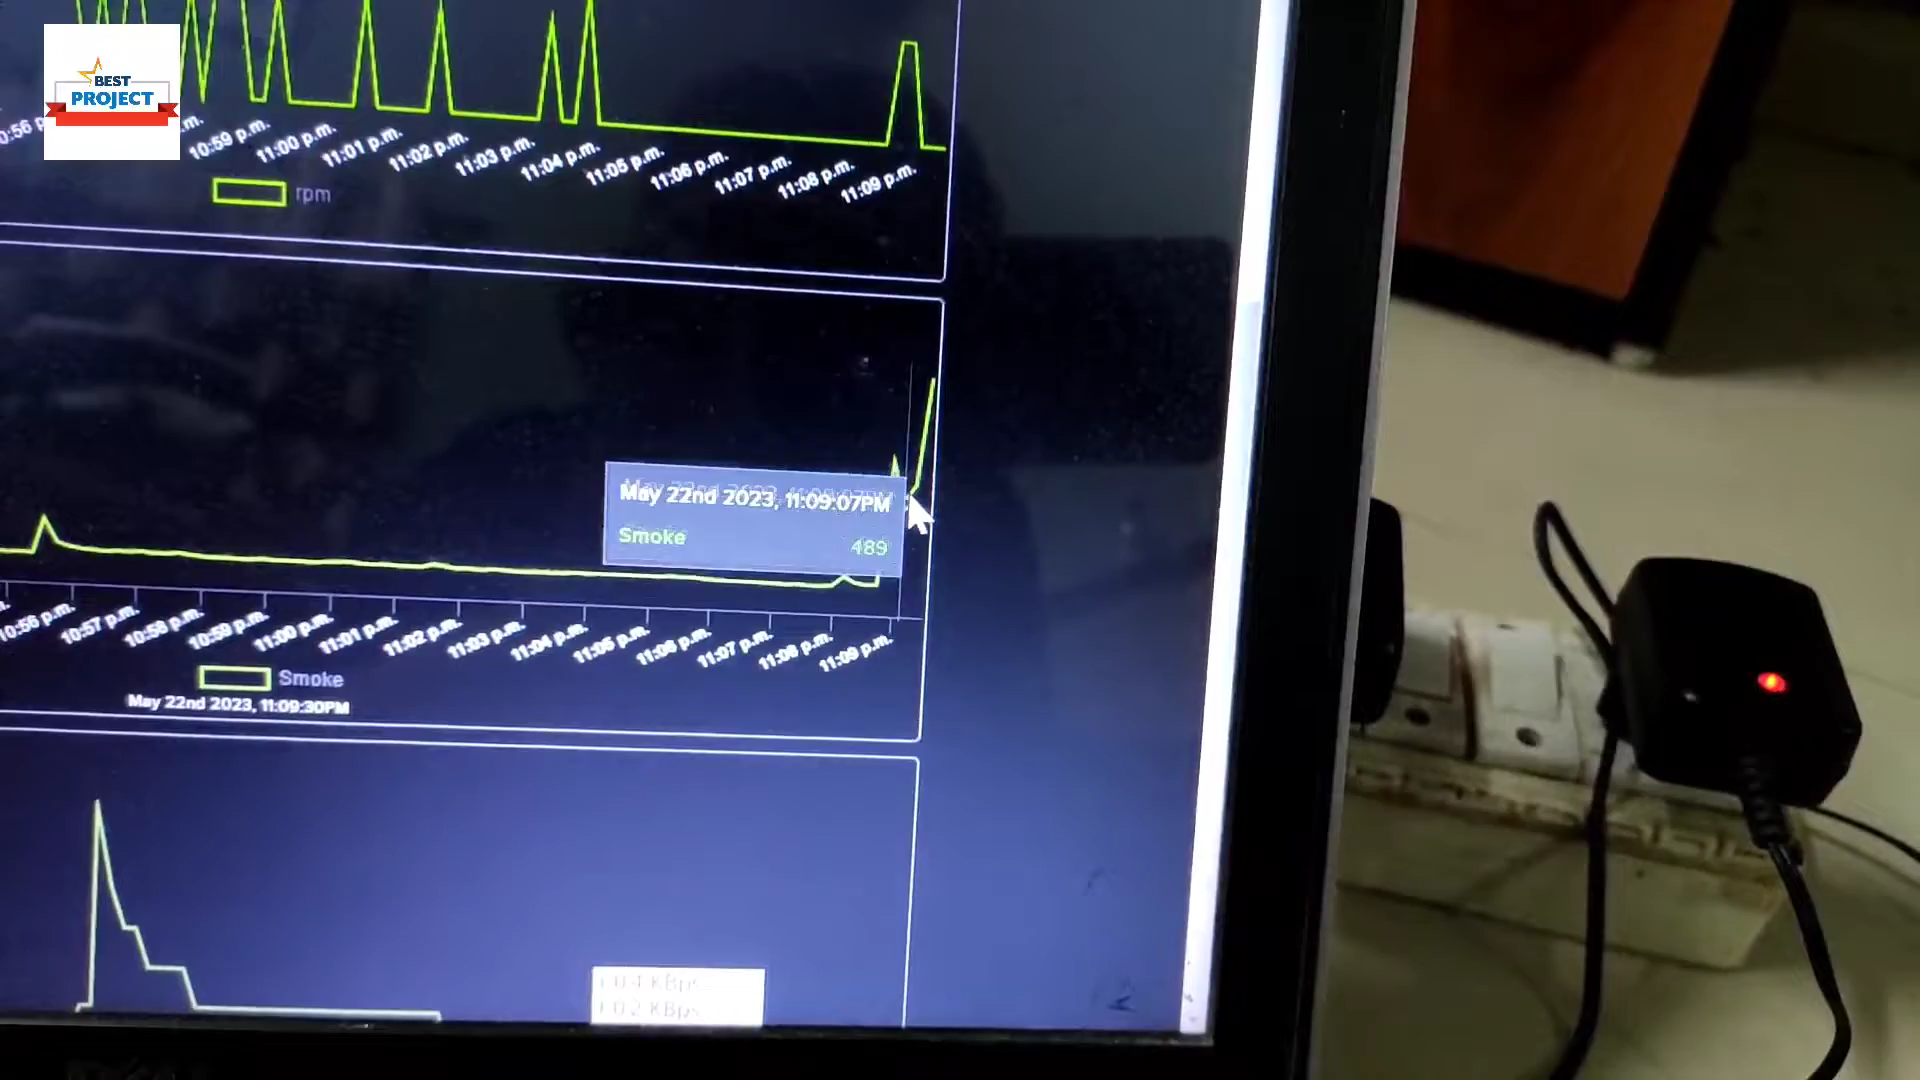 BEST
PROJECT
10:59 p.m.
11:00 p.m.
11:01 p.m.
11:02 p.m.
11:03 p.m.
11:04 p.m.
11:05 p.m.
11:06 p.m.
11:07 p.m.
11:08 p.m.
11:09 p.m.
rpm
May 22nd 2023, 11:09:07PM
Smoke 489
10:56 p.m.
10:57 p.m.
10:58 p.m.
10:59 p.m.
11:00 p.m.
11:01 p.m.
11:02 p.m.
11:03 p.m.
11:04 p.m.
11:05 p.m.
11:06 p.m.
11:07 p.m.
11:08 p.m.
11:09 p.m.
Smoke
May 22nd 2023, 11:09:30PM
KBps
KBps